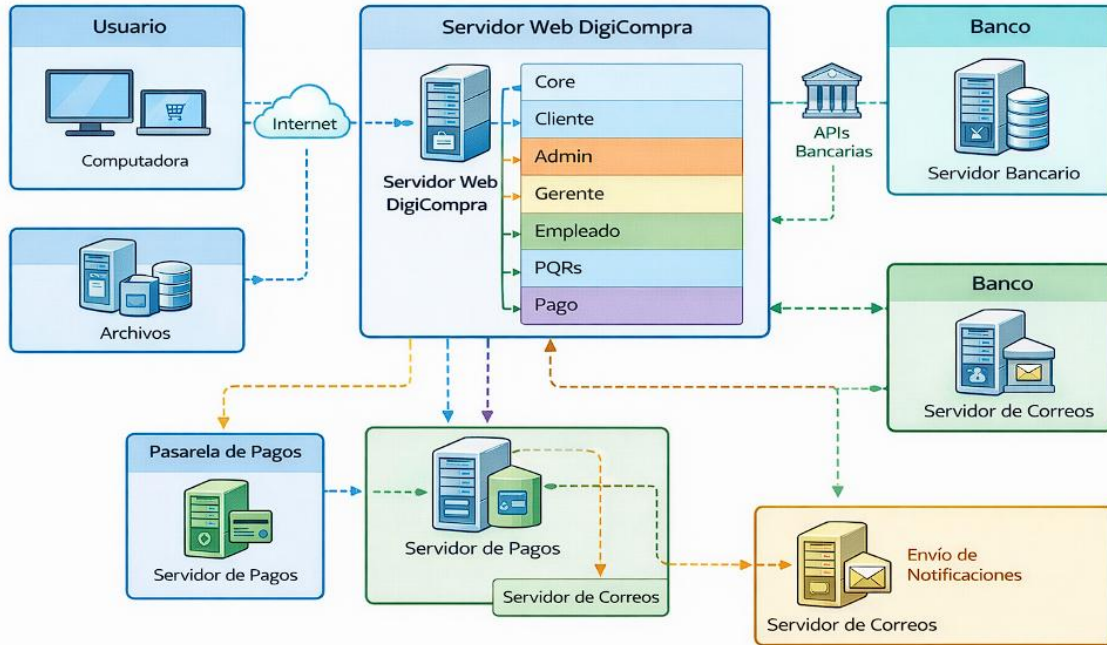 Usuario
Computadora
Internet
Archivos
Servidor Web DigiCompra
Servidor Web
DigiCompra
Core
Cliente
Admin
Gerente
Empleado
PQRs
Pago
APIs
Bancarias
Banco
Servidor Bancario
Banco
Servidor de Correos
Pasarela de Pagos
Servidor de Pagos
Servidor de Pagos
Servidor de Correos
Envío de
Notificaciones
Servidor de Correos